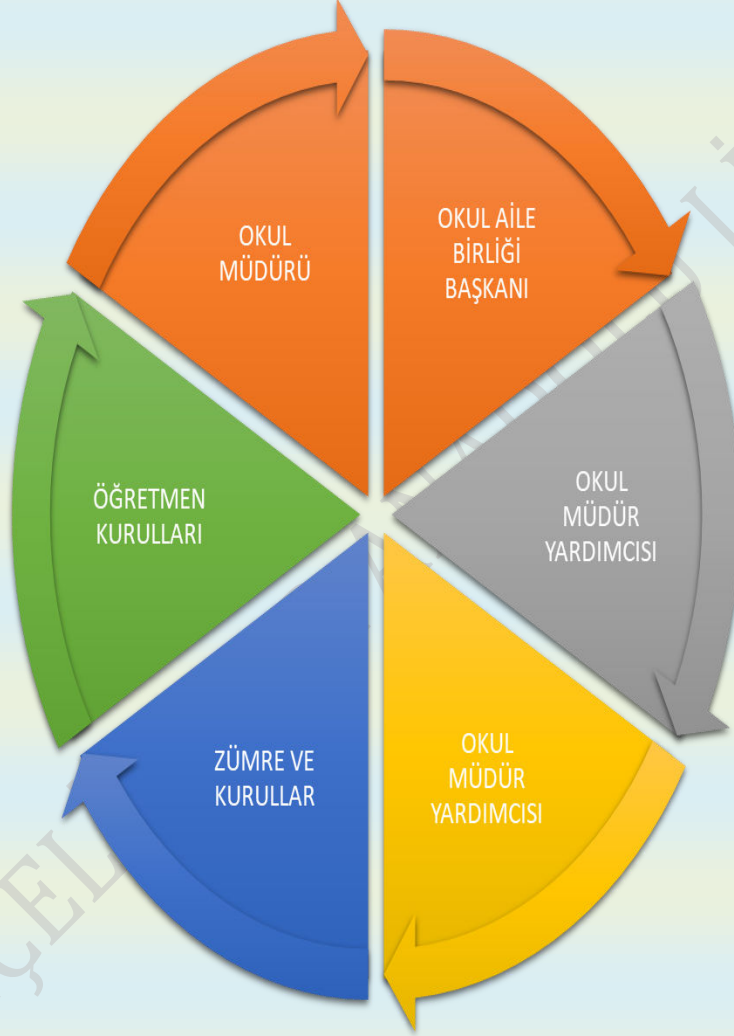 OKUL
MÜDÜRÜ
OKUL AİLE
BİRLİĞİ
BAŞKANI
OKUL
MÜDÜR
YARDIMCISI
OKUL
MÜDÜR
YARDIMCISI
ZÜMRE VE
KURULLAR
ÖĞRETMEN
KURULLARI